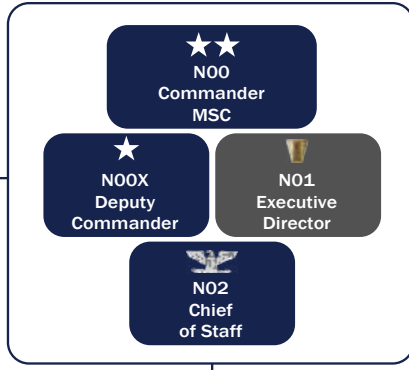 N00
Commander
MSC
N00X
Deputy
Commander
N01
Executive
Director
N02
Chief
of Staff